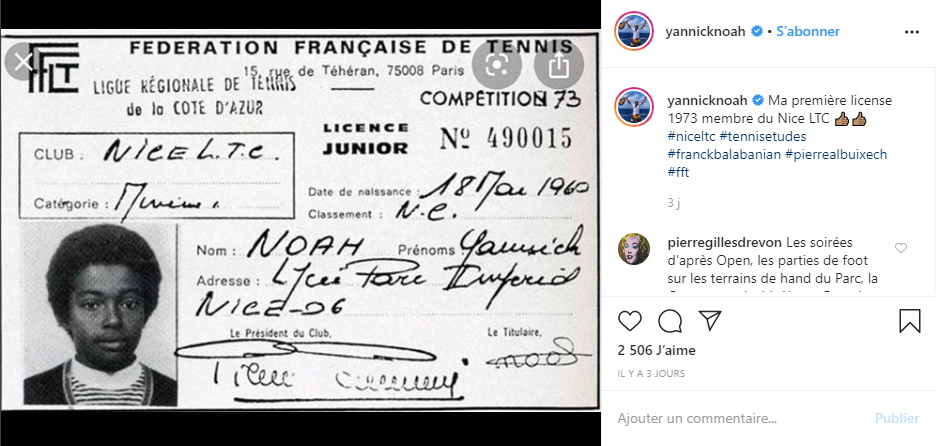 FFLT
FEDERATION FRANÇAISE DE TENNIS
15, rue de Téhéran, 75008 Paris
LIGUE RÉGIONALE DE TENNIS
de la COTE D'AZUR
COMPÉTITION 73
LICENCE
JUNIOR
Nº 490015
CLUB : NICE L.T.C.
Catégorie : Minime
Date de naissance : 18 Mai 1960
Classement : N.C.
Nom : NOAH Prénoms Yannick
Adresse : Lycée Parc Impérial
NICE-06
Le Président du Club,
Le Titulaire,
noah
yannicknoah • S'abonner
yannicknoah Ma première license
1973 membre du Nice LTC 👍🏾👍🏾
#niceltc #tennisetudes
#franckbalabanian #pierrealbuixech
#fft
3 j
pierregillesdrevon Les soirées
d'après Open, les parties de foot
sur les terrains de hand du Parc, la
2 506 J'aime
IL Y A 3 JOURS
Ajouter un commentaire...
Publier